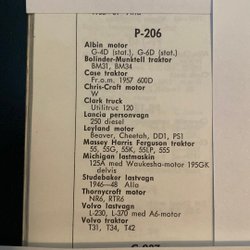 P-206
Albin motor
G-4D (stat.), G-6D (stat.)
Bolinder-Munktell traktor
BM31, BM34
Case traktor
Fr.o.m. 1957 600D
Chris-Craft motor
W
Clark truck
Utilitruc 120
Lancia personvagn
250 diesel
Leyland motor
Beaver, Cheetah, DD1, PS1
Massey Harris Ferguson traktor
55, 55G, 55K, 55LP, 555
Michigan lastmaskin
125A med Waukesha-motor 195GK
delvis
Studebaker lastvagn
1946—48 Alla
Thornycroft motor
NR6, RTR6
Volvo lastvagn
L-230, L-370 med A6-motor
Volvo traktor
T31, T34, T42